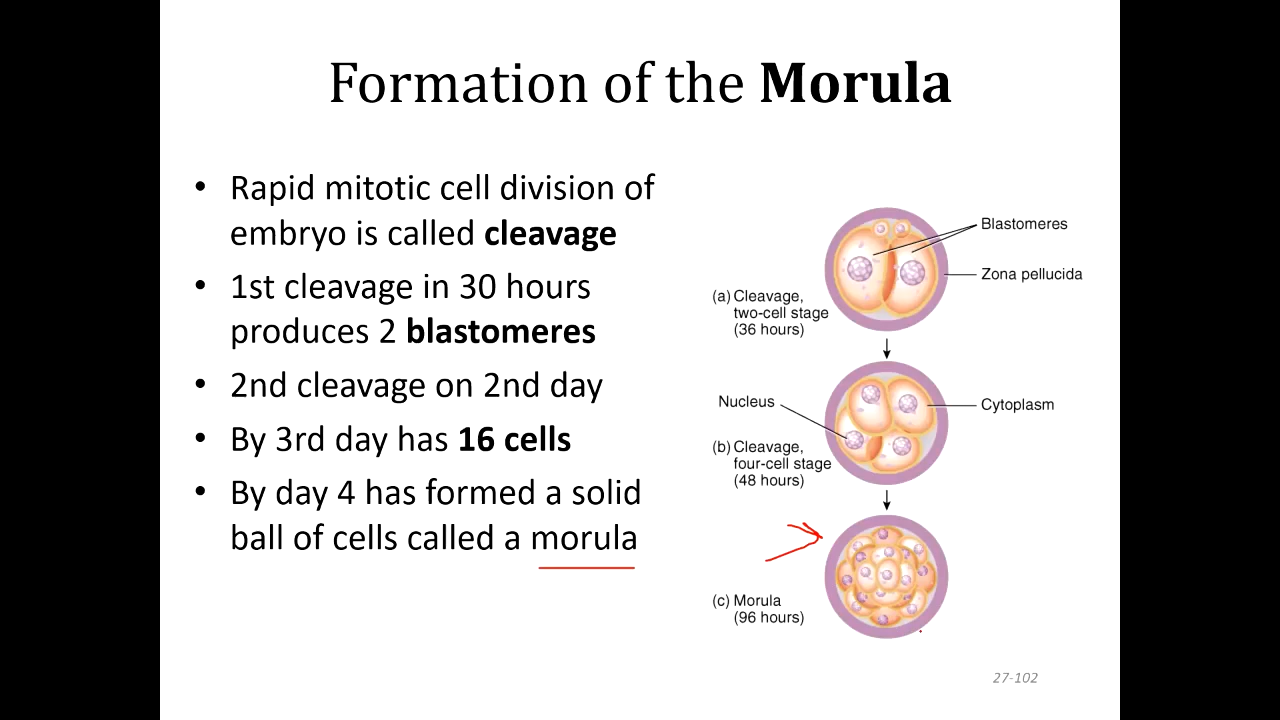 Formation of the Morula
• Rapid mitotic cell division of
embryo is called cleavage
• 1st cleavage in 30 hours
produces 2 blastomeres
• 2nd cleavage on 2nd day
• By 3rd day has 16 cells
• By day 4 has formed a solid
ball of cells called a morula
Blastomeres
Zona pellucida
(a) Cleavage,
two-cell stage
(36 hours)
Nucleus
Cytoplasm
(b) Cleavage,
four-cell stage
(48 hours)
(c) Morula
(96 hours)
27-102